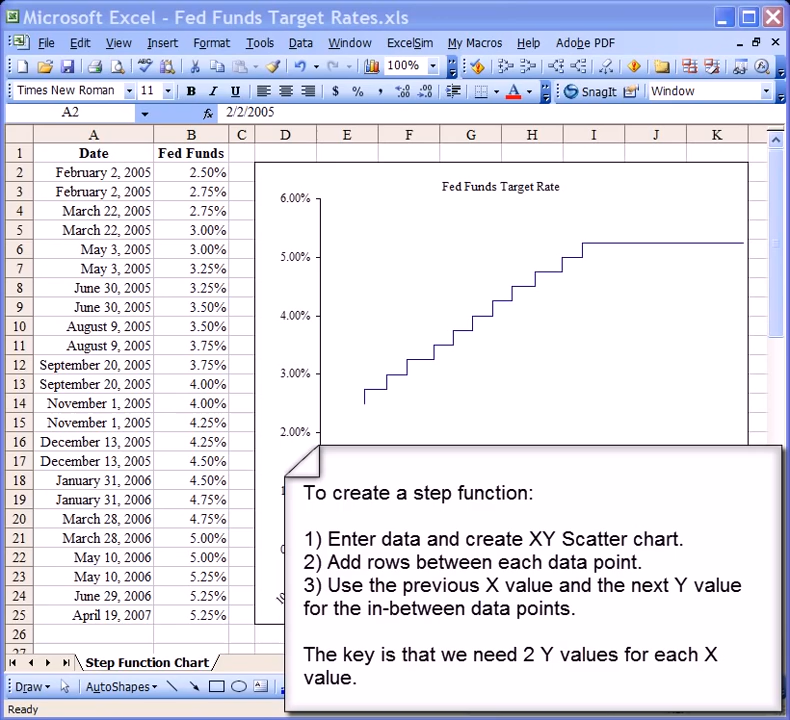 Microsoft Excel - Fed Funds Target Rates.xls
File Edit View Insert Format Tools Data Window ExcelSim My Macros Help Adobe PDF
100%
Times New Roman 11 B I U $ % , SnagIt Window
A2 fx 2/2/2005
A B C D E F G H I J K
1 Date Fed Funds
2 February 2, 2005 2.50%
3 February 2, 2005 2.75%
4 March 22, 2005 2.75%
5 March 22, 2005 3.00%
6 May 3, 2005 3.00%
7 May 3, 2005 3.25%
8 June 30, 2005 3.25%
9 June 30, 2005 3.50%
10 August 9, 2005 3.50%
11 August 9, 2005 3.75%
12 September 20, 2005 3.75%
13 September 20, 2005 4.00%
14 November 1, 2005 4.00%
15 November 1, 2005 4.25%
16 December 13, 2005 4.25%
17 December 13, 2005 4.50%
18 January 31, 2006 4.50%
19 January 31, 2006 4.75%
20 March 28, 2006 4.75%
21 March 28, 2006 5.00%
22 May 10, 2006 5.00%
23 May 10, 2006 5.25%
24 June 29, 2006 5.25%
25 April 19, 2007 5.25%
26
27
Fed Funds Target Rate
6.00%
5.00%
4.00%
3.00%
2.00%
To create a step function:
1) Enter data and create XY Scatter chart.
2) Add rows between each data point.
3) Use the previous X value and the next Y value
for the in-between data points.
The key is that we need 2 Y values for each X
value.
Step Function Chart
Draw AutoShapes
Ready